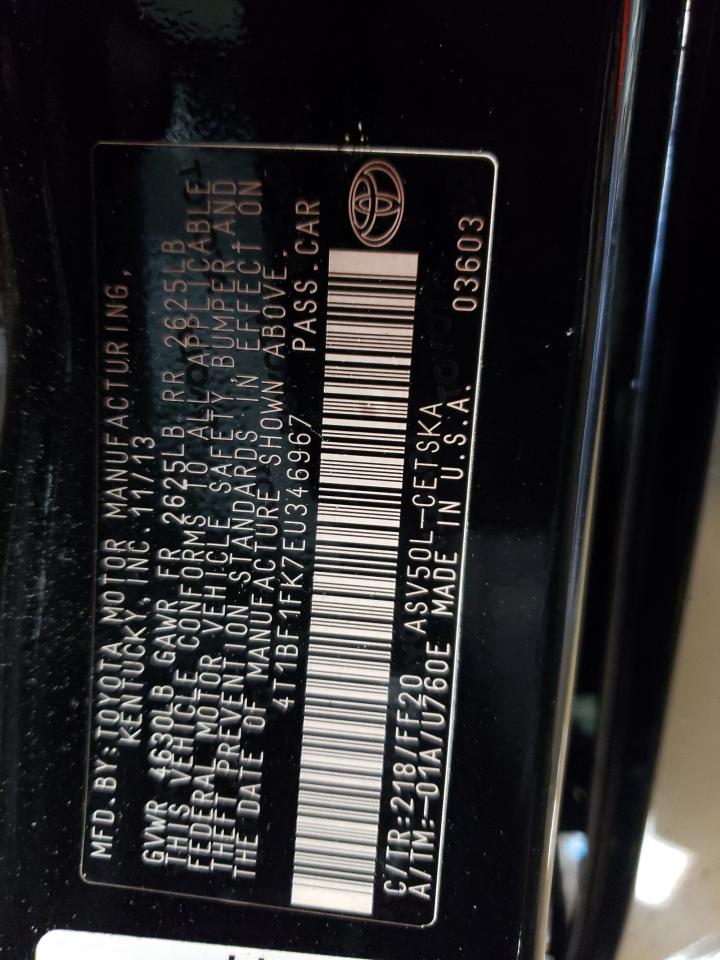 MFD.BY:TOYOTA MOTOR MANUFACTURING,
KENTUCKY, INC. 11/13
GVWR 4630LB GAWR FR 2625LB RR 2625LB
THIS VEHICLE CONFORMS TO ALL APPLICABLE
FEDERAL MOTOR VEHICLE SAFETY, BUMPER AND
THEFT PREVENTION STANDARDS IN EFFECT ON
THE DATE OF MANUFACTURE SHOWN ABOVE.
4T1BF1FK7EU346967 PASS.CAR
C/TR:218/FF20 ASV50L-CETSKA
A/TM:-01A/U760E MADE IN U.S.A. 03603